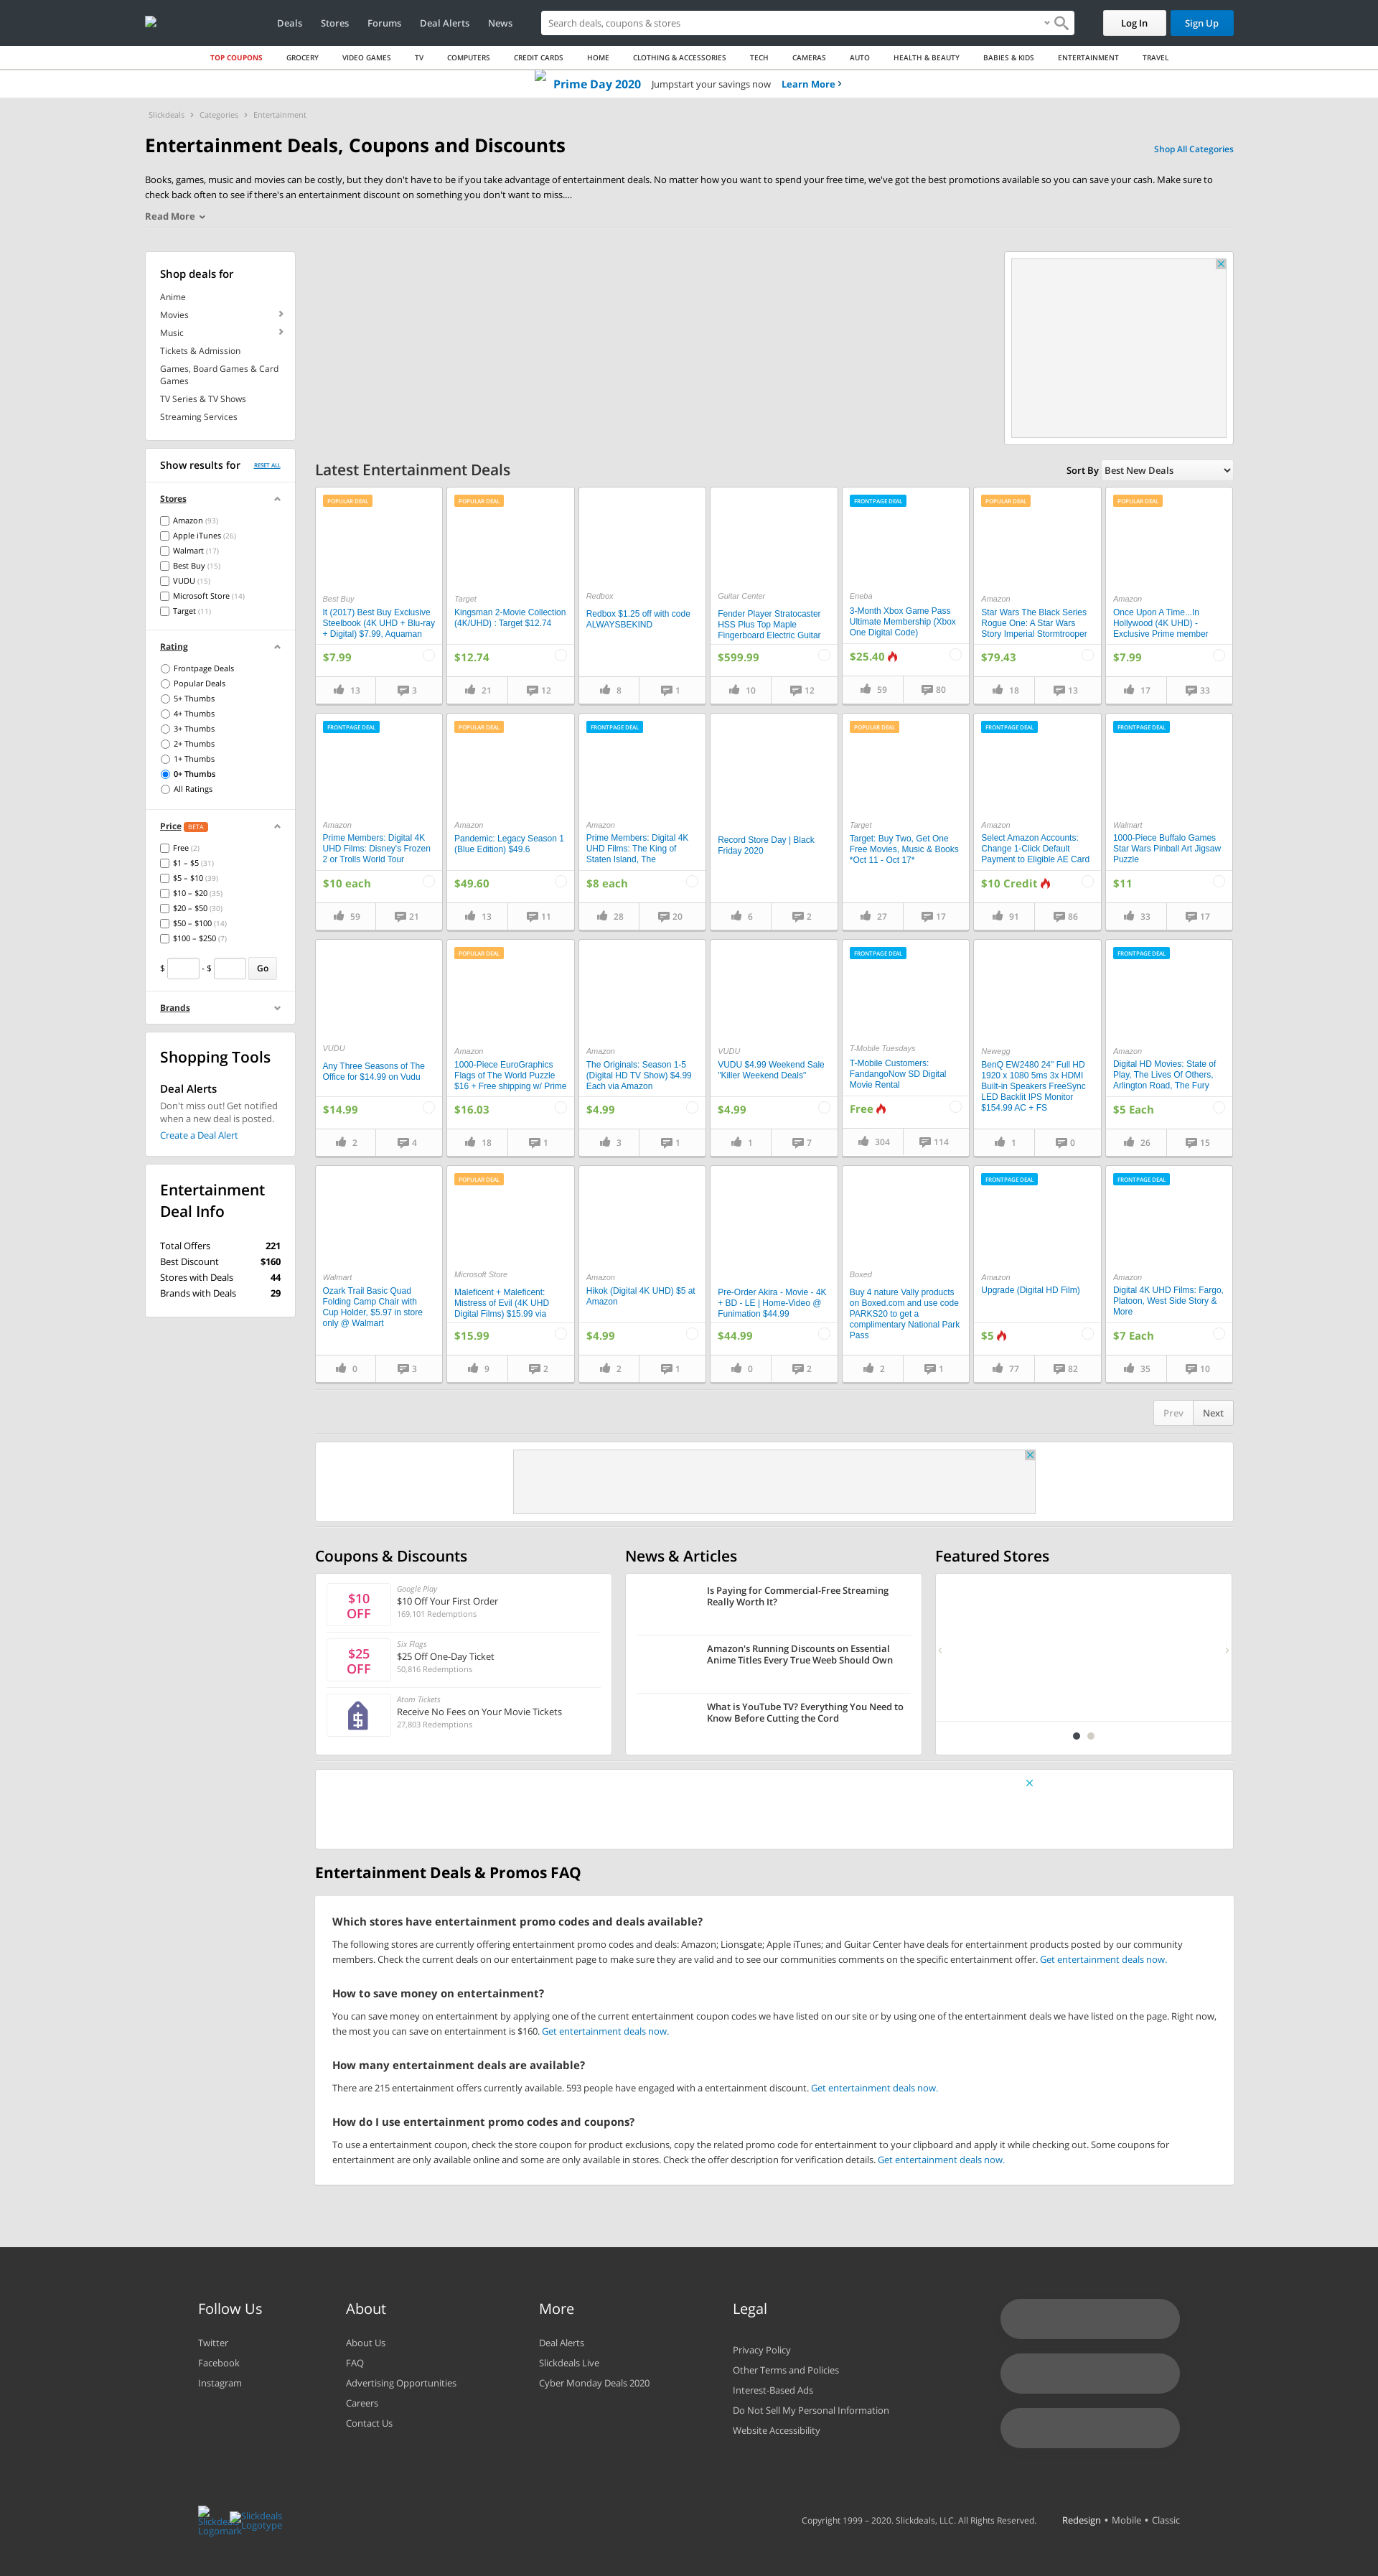 Deals Stores Forums Deal Alerts News
Search deals, coupons & stores
Log In Sign Up
TOP COUPONS GROCERY VIDEO GAMES TV COMPUTERS CREDIT CARDS HOME CLOTHING & ACCESSORIES TECH CAMERAS AUTO HEALTH & BEAUTY BABIES & KIDS ENTERTAINMENT TRAVEL
Prime Day 2020 Jumpstart your savings now Learn More
Slickdeals > Categories > Entertainment
Entertainment Deals, Coupons and Discounts
Shop All Categories
Books, games, music and movies can be costly, but they don't have to be if you take advantage of entertainment deals. No matter how you want to spend your free time, we've got the best promotions available so you can save your cash. Make sure to
check back often to see if there's an entertainment discount on something you don't want to miss....
Read More
Shop deals for
Anime
Movies
Music
Tickets & Admission
Games, Board Games & Card
Games
TV Series & TV Shows
Streaming Services
Show results for RESET ALL
Stores
Amazon (93)
Apple iTunes (26)
Walmart (17)
Best Buy (15)
VUDU (15)
Microsoft Store (14)
Target (11)
Rating
Frontpage Deals
Popular Deals
5+ Thumbs
4+ Thumbs
3+ Thumbs
2+ Thumbs
1+ Thumbs
0+ Thumbs
All Ratings
Price BETA
Free (2)
$1 – $5 (31)
$5 – $10 (39)
$10 – $20 (35)
$20 – $50 (30)
$50 – $100 (14)
$100 – $250 (7)
$ - $ Go
Brands
Shopping Tools
Deal Alerts
Don't miss out! Get notified
when a new deal is posted.
Create a Deal Alert
Entertainment
Deal Info
Total Offers 221
Best Discount $160
Stores with Deals 44
Brands with Deals 29
Latest Entertainment Deals
Sort By Best New Deals
POPULAR DEAL
Best Buy
It (2017) Best Buy Exclusive
Steelbook (4K UHD + Blu-ray
+ Digital) $7.99, Aquaman
$7.99
13 3
POPULAR DEAL
Target
Kingsman 2-Movie Collection
(4K/UHD) : Target $12.74
$12.74
21 12
Redbox
Redbox $1.25 off with code
ALWAYSBEKIND
8 1
Guitar Center
Fender Player Stratocaster
HSS Plus Top Maple
Fingerboard Electric Guitar
$599.99
10 12
FRONTPAGE DEAL
Eneba
3-Month Xbox Game Pass
Ultimate Membership (Xbox
One Digital Code)
$25.40
59 80
POPULAR DEAL
Amazon
Star Wars The Black Series
Rogue One: A Star Wars
Story Imperial Stormtrooper
$79.43
18 13
POPULAR DEAL
Amazon
Once Upon A Time...In
Hollywood (4K UHD) -
Exclusive Prime member
$7.99
17 33
FRONTPAGE DEAL
Amazon
Prime Members: Digital 4K
UHD Films: Disney's Frozen
2 or Trolls World Tour
$10 each
59 21
POPULAR DEAL
Amazon
Pandemic: Legacy Season 1
(Blue Edition) $49.6
$49.60
13 11
FRONTPAGE DEAL
Amazon
Prime Members: Digital 4K
UHD Films: The King of
Staten Island, The
$8 each
28 20
Record Store Day | Black
Friday 2020
6 2
POPULAR DEAL
Target
Target: Buy Two, Get One
Free Movies, Music & Books
*Oct 11 - Oct 17*
27 17
FRONTPAGE DEAL
Amazon
Select Amazon Accounts:
Change 1-Click Default
Payment to Eligible AE Card
$10 Credit
91 86
FRONTPAGE DEAL
Walmart
1000-Piece Buffalo Games
Star Wars Pinball Art Jigsaw
Puzzle
$11
33 17
VUDU
Any Three Seasons of The
Office for $14.99 on Vudu
$14.99
2 4
POPULAR DEAL
Amazon
1000-Piece EuroGraphics
Flags of The World Puzzle
$16 + Free shipping w/ Prime
$16.03
18 1
Amazon
The Originals: Season 1-5
(Digital HD TV Show) $4.99
Each via Amazon
$4.99
3 1
VUDU
VUDU $4.99 Weekend Sale
"Killer Weekend Deals"
$4.99
1 7
FRONTPAGE DEAL
T-Mobile Tuesdays
T-Mobile Customers:
FandangoNow SD Digital
Movie Rental
Free
304 114
Newegg
BenQ EW2480 24" Full HD
1920 x 1080 5ms 3x HDMI
Built-in Speakers FreeSync
LED Backlit IPS Monitor
$154.99 AC + FS
1 0
FRONTPAGE DEAL
Amazon
Digital HD Movies: State of
Play, The Lives Of Others,
Arlington Road, The Fury
$5 Each
26 15
Walmart
Ozark Trail Basic Quad
Folding Camp Chair with
Cup Holder, $5.97 in store
only @ Walmart
0 3
POPULAR DEAL
Microsoft Store
Maleficent + Maleficent:
Mistress of Evil (4K UHD
Digital Films) $15.99 via
$15.99
9 2
Amazon
Hikok (Digital 4K UHD) $5 at
Amazon
$4.99
2 1
Pre-Order Akira - Movie - 4K
+ BD - LE | Home-Video @
Funimation $44.99
$44.99
0 2
Boxed
Buy 4 nature Vally products
on Boxed.com and use code
PARKS20 to get a
complimentary National Park
Pass
2 1
FRONTPAGE DEAL
Amazon
Upgrade (Digital HD Film)
$5
77 82
FRONTPAGE DEAL
Amazon
Digital 4K UHD Films: Fargo,
Platoon, West Side Story &
More
$7 Each
35 10
Prev Next
Coupons & Discounts
$10
OFF
Google Play
$10 Off Your First Order
169,101 Redemptions
$25
OFF
Six Flags
$25 Off One-Day Ticket
50,816 Redemptions
Atom Tickets
Receive No Fees on Your Movie Tickets
27,803 Redemptions
News & Articles
Is Paying for Commercial-Free Streaming
Really Worth It?
Amazon's Running Discounts on Essential
Anime Titles Every True Weeb Should Own
What is YouTube TV? Everything You Need to
Know Before Cutting the Cord
Featured Stores
Entertainment Deals & Promos FAQ
Which stores have entertainment promo codes and deals available?
The following stores are currently offering entertainment promo codes and deals: Amazon; Lionsgate; Apple iTunes; and Guitar Center have deals for entertainment products posted by our community
members. Check the current deals on our entertainment page to make sure they are valid and to see our communities comments on the specific entertainment offer. Get entertainment deals now.
How to save money on entertainment?
You can save money on entertainment by applying one of the current entertainment coupon codes we have listed on our site or by using one of the entertainment deals we have listed on the page. Right now,
the most you can save on entertainment is $160. Get entertainment deals now.
How many entertainment deals are available?
There are 215 entertainment offers currently available. 593 people have engaged with a entertainment discount. Get entertainment deals now.
How do I use entertainment promo codes and coupons?
To use a entertainment coupon, check the store coupon for product exclusions, copy the related promo code for entertainment to your clipboard and apply it while checking out. Some coupons for
entertainment are only available online and some are only available in stores. Check the offer description for verification details. Get entertainment deals now.
Follow Us
Twitter
Facebook
Instagram
About
About Us
FAQ
Advertising Opportunities
Careers
Contact Us
More
Deal Alerts
Slickdeals Live
Cyber Monday Deals 2020
Legal
Privacy Policy
Other Terms and Policies
Interest-Based Ads
Do Not Sell My Personal Information
Website Accessibility
Slickdeals
Logomark
Slickdeals
Logotype
Copyright 1999 – 2020. Slickdeals, LLC. All Rights Reserved. Redesign • Mobile • Classic